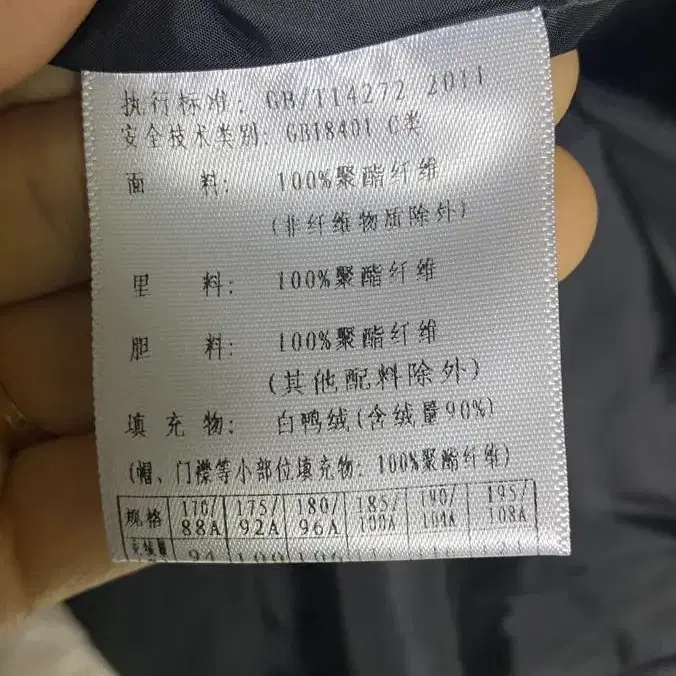 执行标准: GB/T14272 2011
安全技术类别: GB18401 C类
面 料: 100%聚酯纤维
(非纤维物质除外)
里 料: 100%聚酯纤维
胆 料: 100%聚酯纤维
(其他配料除外)
填 充 物: 白鸭绒(含绒量90%)
(帽、门襟等小部位填充物: 100%聚酯纤维)
规格 170/88A 175/92A 180/96A 185/100A 190/104A 195/108A